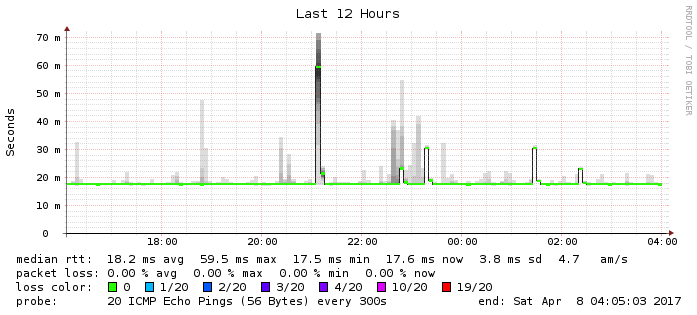 Last 12 Hours
RRDTOOL / TOBI OETIKER
Seconds
70 m
60 m
50 m
40 m
30 m
20 m
10 m
0
18:00 20:00 22:00 00:00 02:00 04:00
median rtt: 18.2 ms avg 59.5 ms max 17.5 ms min 17.6 ms now 3.8 ms sd 4.7 am/s
packet loss: 0.00 % avg 0.00 % max 0.00 % min 0.00 % now
loss color: 0 1/20 2/20 3/20 4/20 10/20 19/20
probe: 20 ICMP Echo Pings (56 Bytes) every 300s end: Sat Apr 8 04:05:03 2017